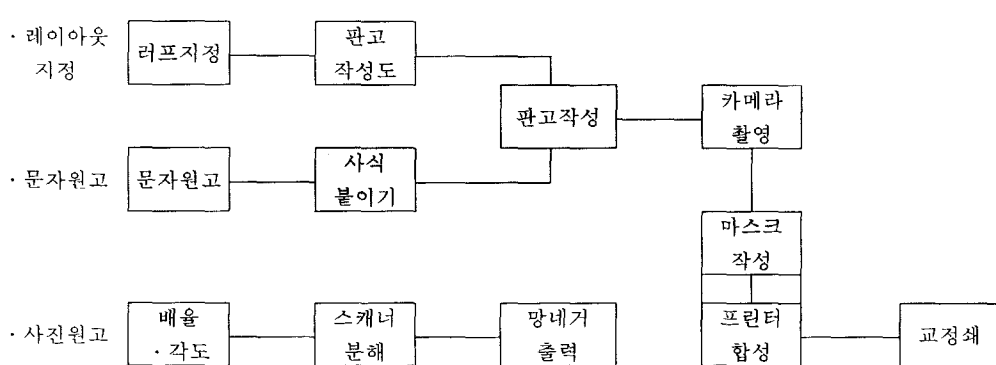 · 레이아웃
지정
러프지정
판고
작성도
판고작성
카메라
촬영
· 문자원고
문자원고
사식
붙이기
마스크
작성
· 사진원고
배율
· 각도
스캐너
분해
망네거
출력
프린터
합성
교정쇄